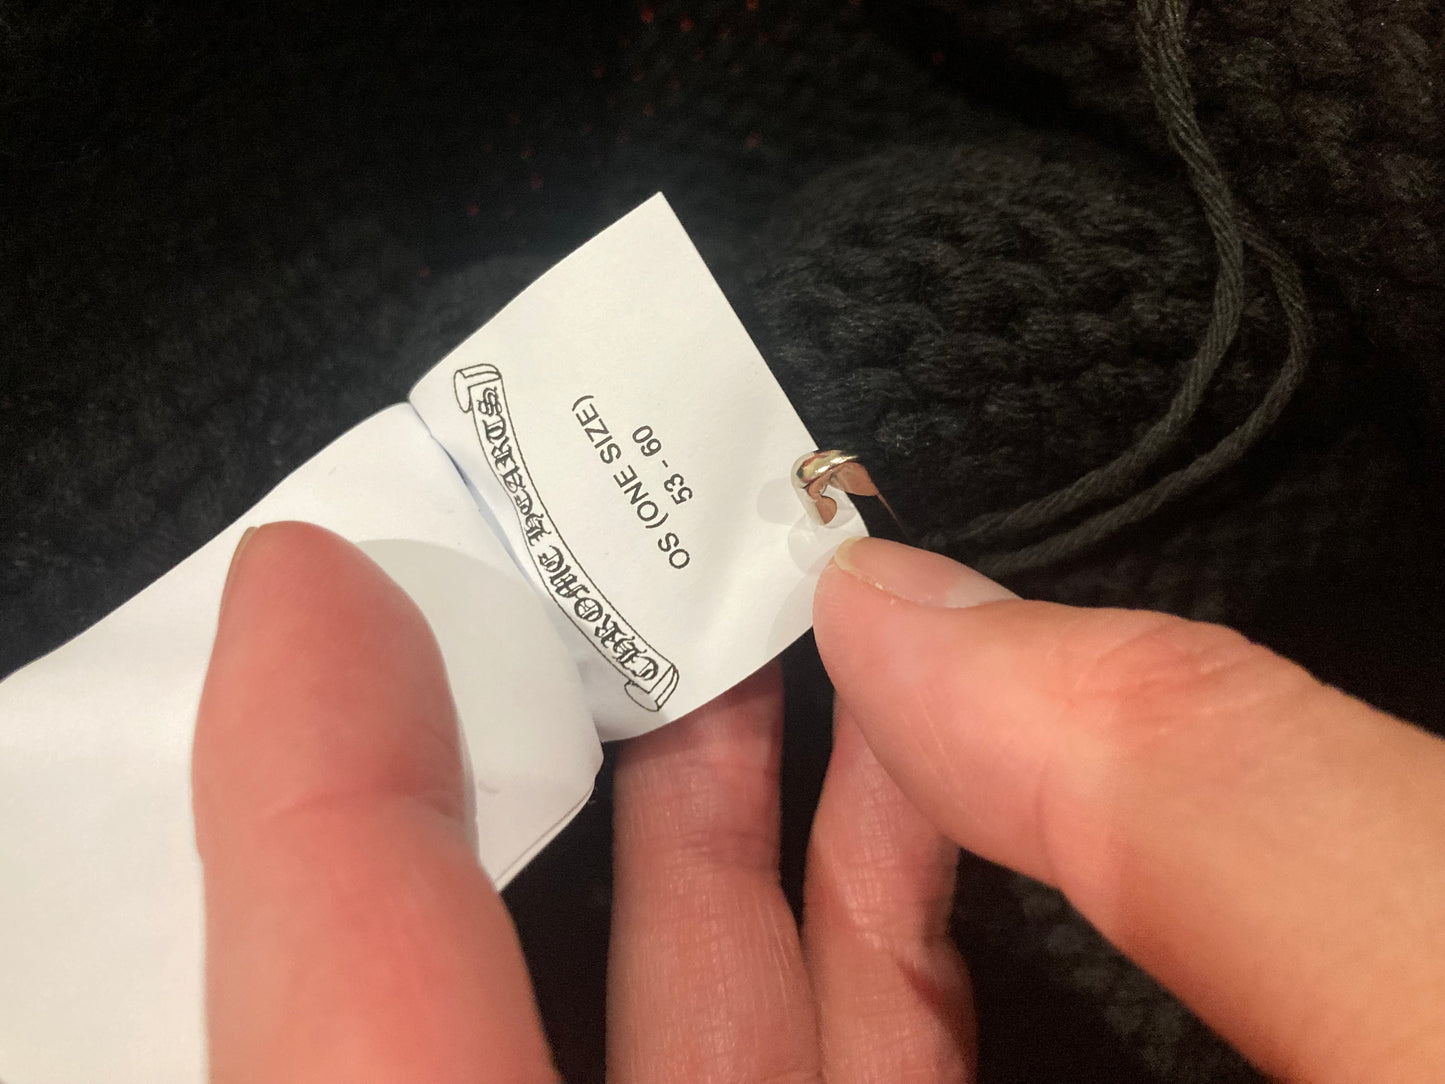 CHROME HEARTS
OS (ONE SIZE)
53 - 60